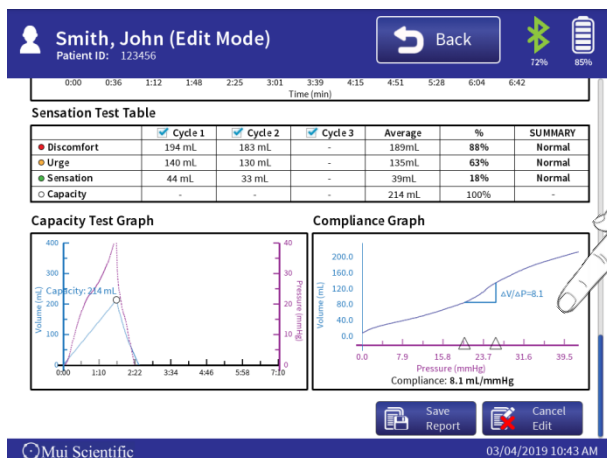 Smith, John (Edit Mode)
Patient ID: 123456
Back
72%
85%
0:00 0:36 1:12 1:48 2:25 3:01 3:39 4:15 4:51 5:28 6:04 6:42
Time (min)
Sensation Test Table
Cycle 1 Cycle 2 Cycle 3 Average % SUMMARY
Discomfort 194 mL 183 mL - 189mL 88% Normal
Urge 140 mL 130 mL - 135mL 63% Normal
Sensation 44 mL 33 mL - 39mL 18% Normal
Capacity - - - 214 mL 100% -
Capacity Test Graph
400
300
200
100
0
Volume (mL)
Capacity: 214 mL
40
30
20
10
0
Pressure (mmHg)
0:00 1:10 2:22 3:34 4:46 5:58 7:10
Compliance Graph
200.0
160.0
120.0
80.0
40.0
0.0
Volume (mL)
ΔV/ΔP=8.1
0.0 7.9 15.8 23.7 31.6 39.5
Pressure (mmHg)
Compliance: 8.1 mL/mmHg
Save
Report
Cancel
Edit
Mui Scientific
03/04/2019 10:43 AM